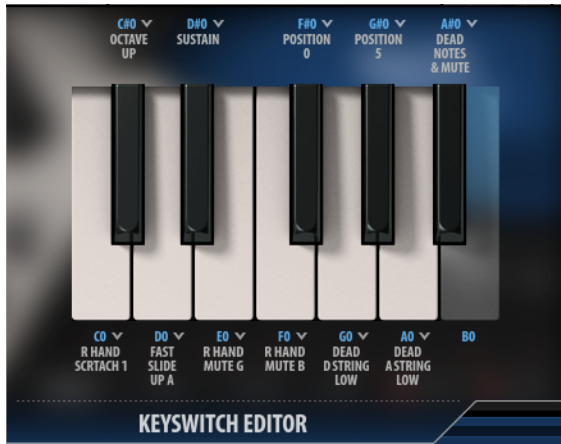 C#0 D#0 F#0 G#0 A#0
OCTAVE UP SUSTAIN POSITION 0 POSITION 5 DEAD NOTES & MUTE
C0 D0 E0 F0 G0 A0 B0
R HAND SCRTACH 1 FAST SLIDE UP A R HAND MUTE G R HAND MUTE B DEAD D STRING LOW DEAD A STRING LOW
KEYSWITCH EDITOR